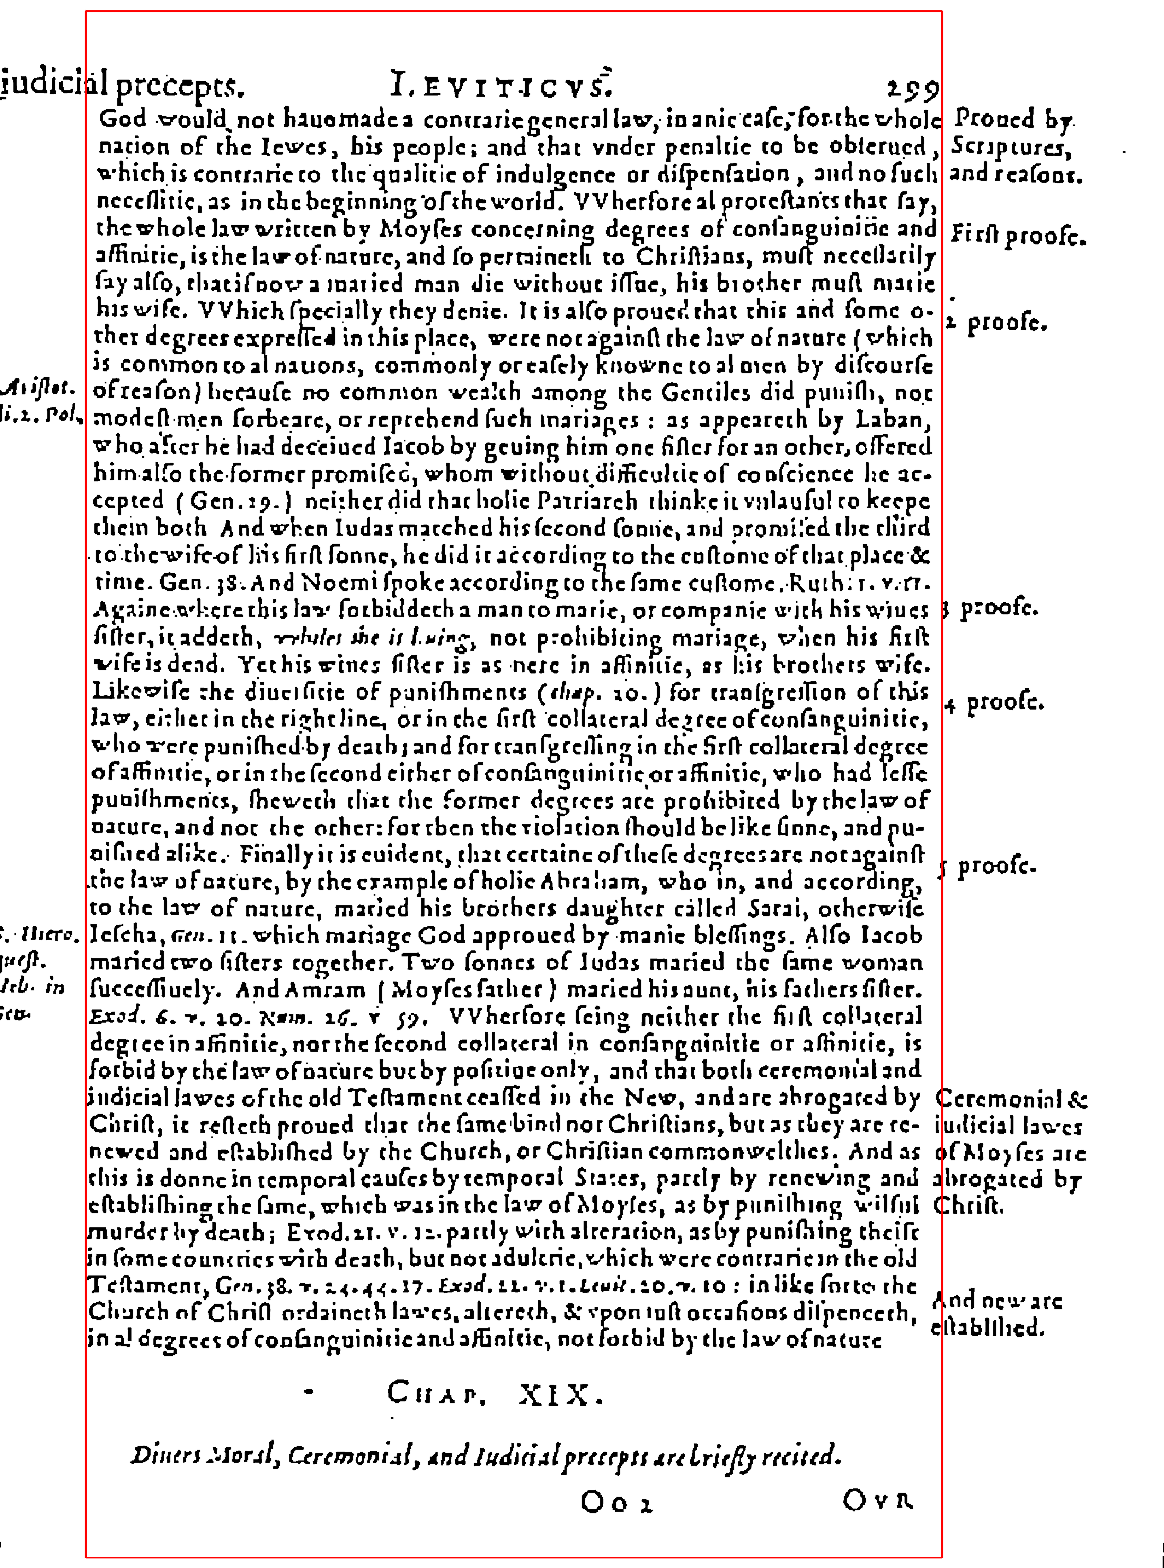 iudicial precepts. LEVITICVS. 299
God would not haue made a contrarie general law, in anie case, for the whole
nation of the Iewes, his people; and that vnder penaltie to be obserued,
which is contrarie to the qualitie of indulgence or dispensation, and no such
necessitie, as in the beginning of the world. VVherfore al protestants that say,
the whole law written by Moyses concerning degrees of consanguinitie and
affinitie, is the law of nature, and so pertaineth to Christians, must necessarily
say also, that if now a maried man die without issue, his brother must marie
his wife. VVhich specially they denie. It is also proued that this and some o-
ther degrees expressed in this place, were not against the law of nature (which
is common to al nations, commonly or easely knowne to al men by discourse
of reason) because no common wealth among the Gentiles did punish, not
modest men forbeare, or reprehend such mariages: as appeareth by Laban,
who after he had deceiued Iacob by geuing him one sister for an other, offered
him also the former promised, whom without difficultie of conscience he ac-
cepted (Gen. 29.) neither did that holie Patriarch thinke it vnlauful to keepe
them both And when Iudas matched his second sonne, and promised the third
to the wife of his first sonne, he did it according to the custome of that place &
time. Gen. 38. And Noemi spoke according to the same custome. Ruth. 1. v. 11.
Againe where this law forbiddeth a man to marie, or companie with his wiues
sister, it addeth, whiles she is liuing, not prohibiting mariage, when his first
wife is dead. Yet his wiues sister is as nere in affinitie, as his brothers wife.
Likewise the diuersitie of punishments (chap. 20.) for transgression of this
law, either in the right line, or in the first collateral degree of consanguinitie,
who were punished by death; and for transgressing in the first collateral degree
of affinitie, or in the second either of consanguinitie or affinitie, who had lesse
punishments, sheweth that the former degrees are prohibited by the law of
nature, and not the other: for then the violation should be like sinne, and pu-
nished alike. Finally it is euident, that certaine of these degrees are not against
the law of nature, by the example of holie Abraham, who in, and according,
to the law of nature, maried his brothers daughter called Sarai, otherwise
Iescha, Gen. 11. which mariage God approued by manie blessings. Also Iacob
maried two sisters together. Two sonnes of Iudas maried the same woman
successiuely. And Amram (Moyses father) maried his aunt, his fathers sister.
Exod. 6. v. 20. Num. 26. v 59. VVherfore seing neither the first collateral
degree in affinitie, nor the second collateral in consanguinitie or affinitie, is
forbid by the law of nature but by positiue only, and that both ceremonial and
iudicial lawes of the old Testament ceassed in the New, and are abrogated by
Christ, it resteth proued that the same bind not Christians, but as they are re-
newed and established by the Church, or Christian commonwelthes. And as
this is donne in temporal causes by temporal States, partly by renewing and
establishing the same, which was in the law of Moyses, as by punishing wilful
murder by death; Exod. 21. v. 12. partly with alteration, as by punishing theift
in some countries with death, but not adultrie, which were contrarie in the old
Testament, Gen. 38. v. 24. 44. 17. Exod. 22. v. 1. Leuit. 20. v. 10: in like sorte the
Church of Christ ordaineth lawes, altereth, & vpon iust occasions dispenceth,
in al degrees of consanguinitie and affinitie, not forbid by the law of nature
CHAP. XIX.
Diuers Moral, Ceremonial, and Iudicial precepts are briefly recited.
Oo 2 OVR
Aristot.
li. 2. Pol.
S. Hiero.
quest.
Heb. in
Gen.
Proued by
Scriptures,
and reasons.
First proofe.
2 proofe.
3 proofe.
4 proofe.
5 proofe.
Ceremonial &
iudicial lawes
of Moyses are
abrogated by
Christ.
And new are
established.